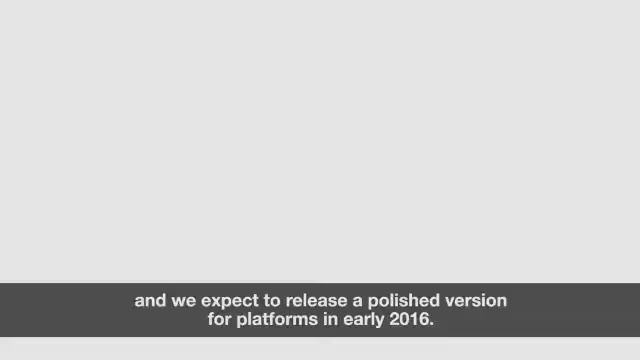 and we expect to release a polished version
for platforms in early 2016.